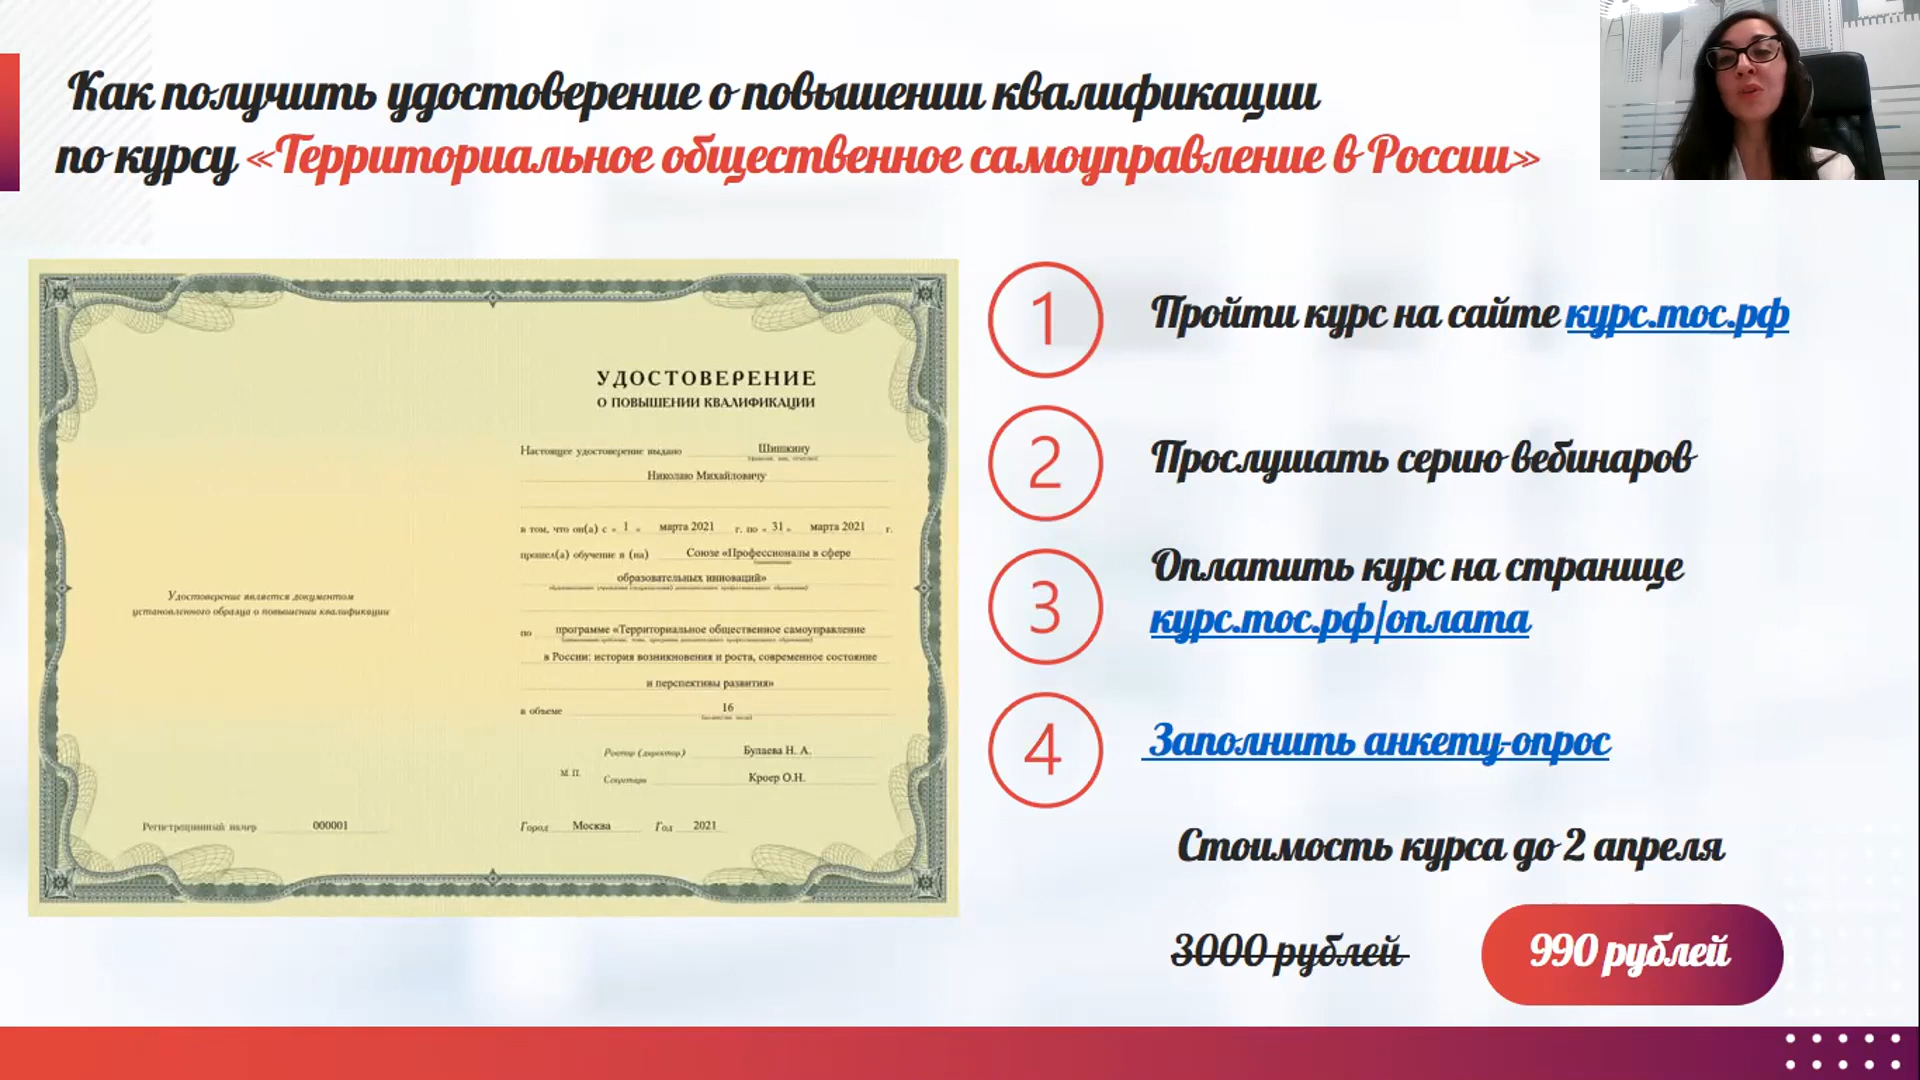 Как получить удостоверение о повышении квалификации
по курсу «Территориальное общественное самоуправление в России»
Удостоверение является документом
установленного образца о повышении квалификации
Регистрационный номер 000001
УДОСТОВЕРЕНИЕ
О ПОВЫШЕНИИ КВАЛИФИКАЦИИ
Настоящее удостоверение выдано Шишкину
Николаю Михайловичу
в том, что он(а) с « 1 » марта 2021 г. по « 31 » марта 2021 г.
прошел(а) обучение в (на) Союзе «Профессионалы в сфере
образовательных инноваций»
по программе «Территориальное общественное самоуправление
в России: история возникновения и роста, современное состояние
и перспективы развития»
в объеме 16
Ректор (директор) Булаева Н. А.
М. П.
Секретарь Кроер О.Н.
Город Москва Год 2021
1 Пройти курс на сайте курс.тос.рф
2 Прослушать серию вебинаров
3 Оплатить курс на странице
курс.тос.рф/оплата
4 Заполнить анкету-опрос
Стоимость курса до 2 апреля
3000 рублей 990 рублей